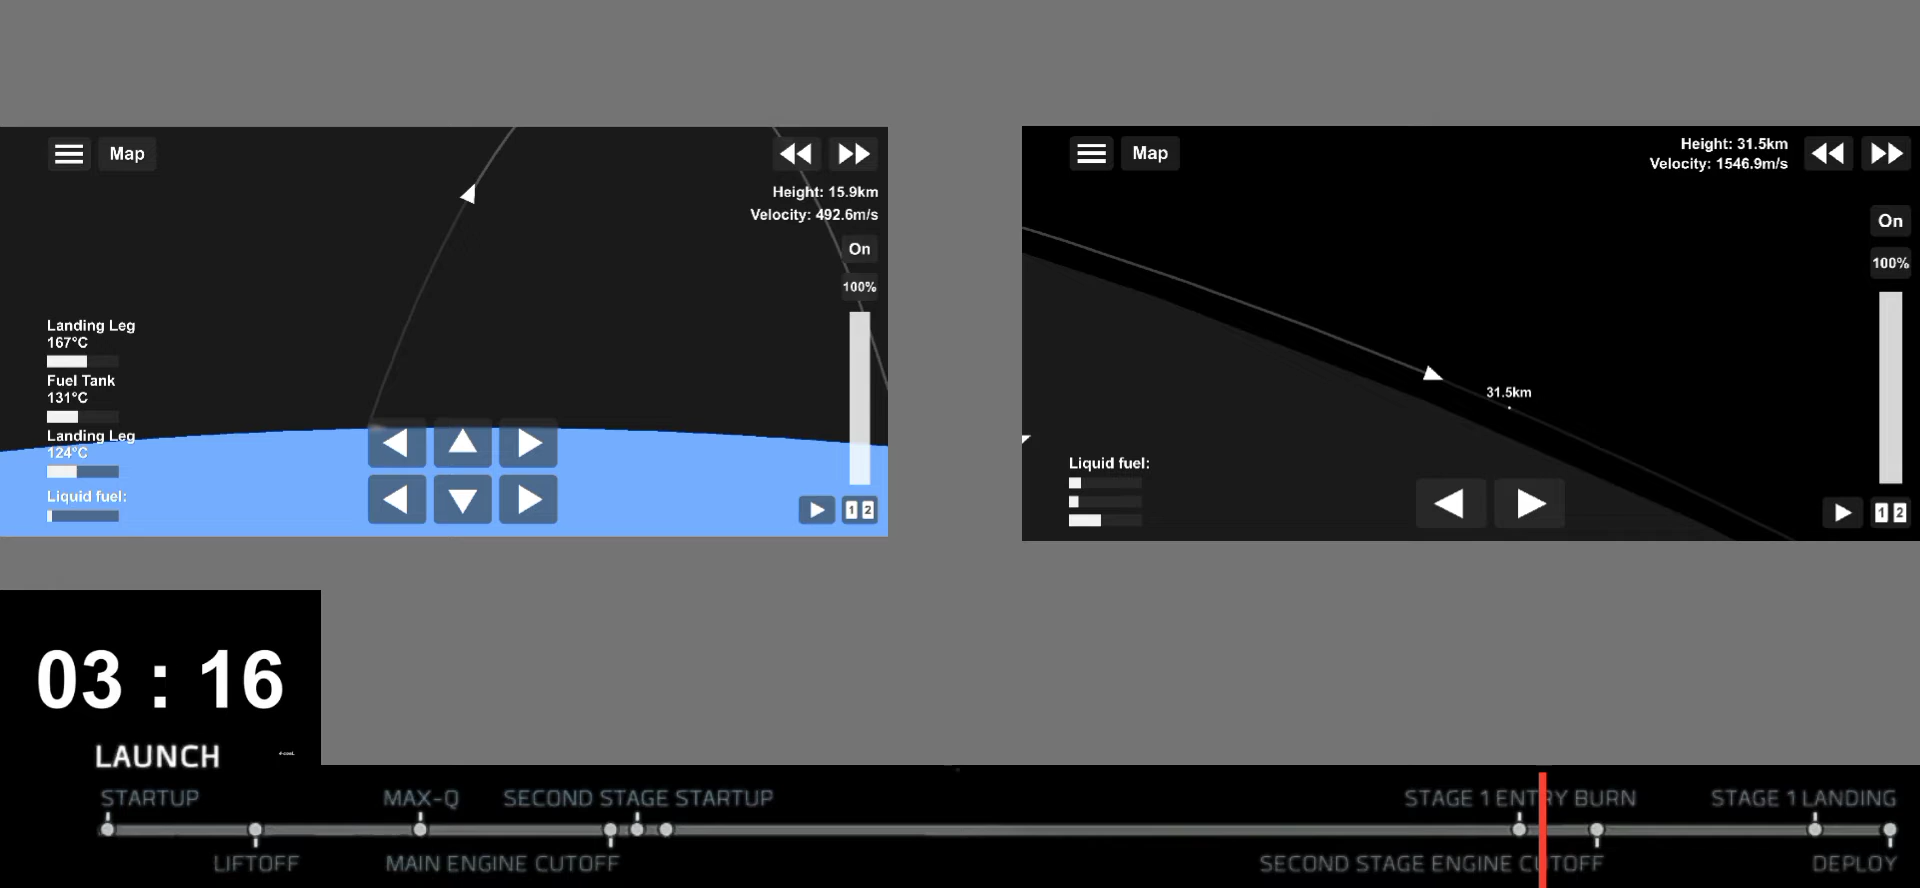 Map
Height: 15.9km
Velocity: 492.6m/s
On
100%
Landing Leg
167°C
Fuel Tank
131°C
Landing Leg
124°C
Liquid fuel:
1 2
Map
Height: 31.5km
Velocity: 1546.9m/s
On
100%
31.5km
Liquid fuel:
1 2
03 : 16
LAUNCH
STARTUP
MAX-Q
SECOND STAGE STARTUP
STAGE 1 ENTRY BURN
STAGE 1 LANDING
LIFTOFF
MAIN ENGINE CUTOFF
SECOND STAGE ENGINE CUTOFF
DEPLOY